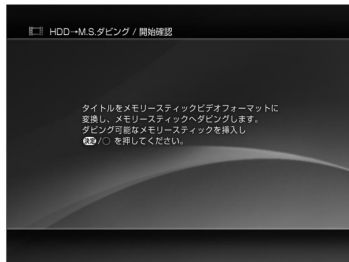 HDD→M.S.ダビング / 開始確認
タイトルをメモリースティックビデオフォーマットに
変換し、メモリースティックへダビングします。
ダビング可能なメモリースティックを挿入し
決定/○ を押してください。